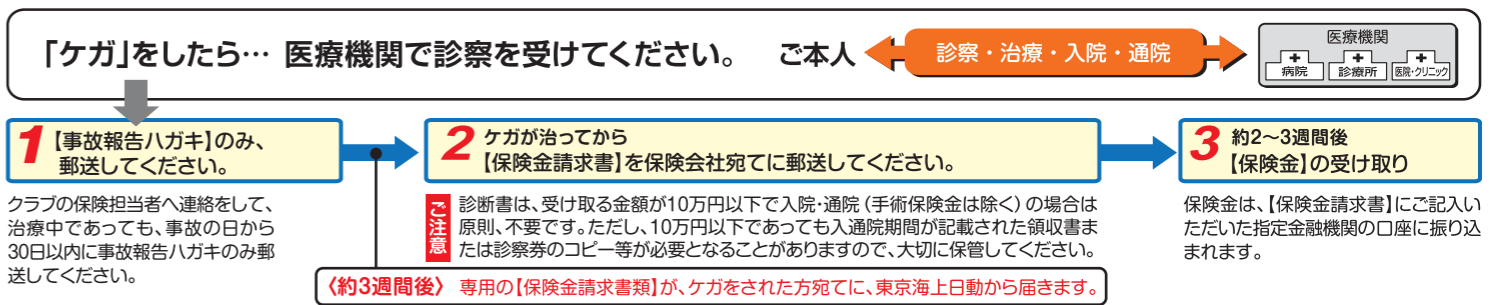 「ケガ」をしたら… 医療機関で診察を受けてください。
ご本人
診察・治療・入院・通院
医療機関
病院
診療所
医院・クリニック
1 【事故報告ハガキ】のみ、
郵送してください。
クラブの保険担当者へ連絡をして、
治療中であっても、事故の日から
30日以内に事故報告ハガキのみ郵
送してください。
2 ケガが治ってから
【保険金請求書】を保険会社宛てに郵送してください。
ご注意
診断書は、受け取る金額が10万円以下で入院・通院（手術保険金は除く）の場合は
原則、不要です。ただし、10万円以下であっても入通院期間が記載された領収書ま
たは診察券のコピー等が必要となることがありますので、大切に保管してください。
〈約3週間後〉 専用の【保険金請求書類】が、ケガをされた方宛てに、東京海上日動から届きます。
3 約2～3週間後
【保険金】の受け取り
保険金は、【保険金請求書】にご記入い
ただいた指定金融機関の口座に振り込
まれます。